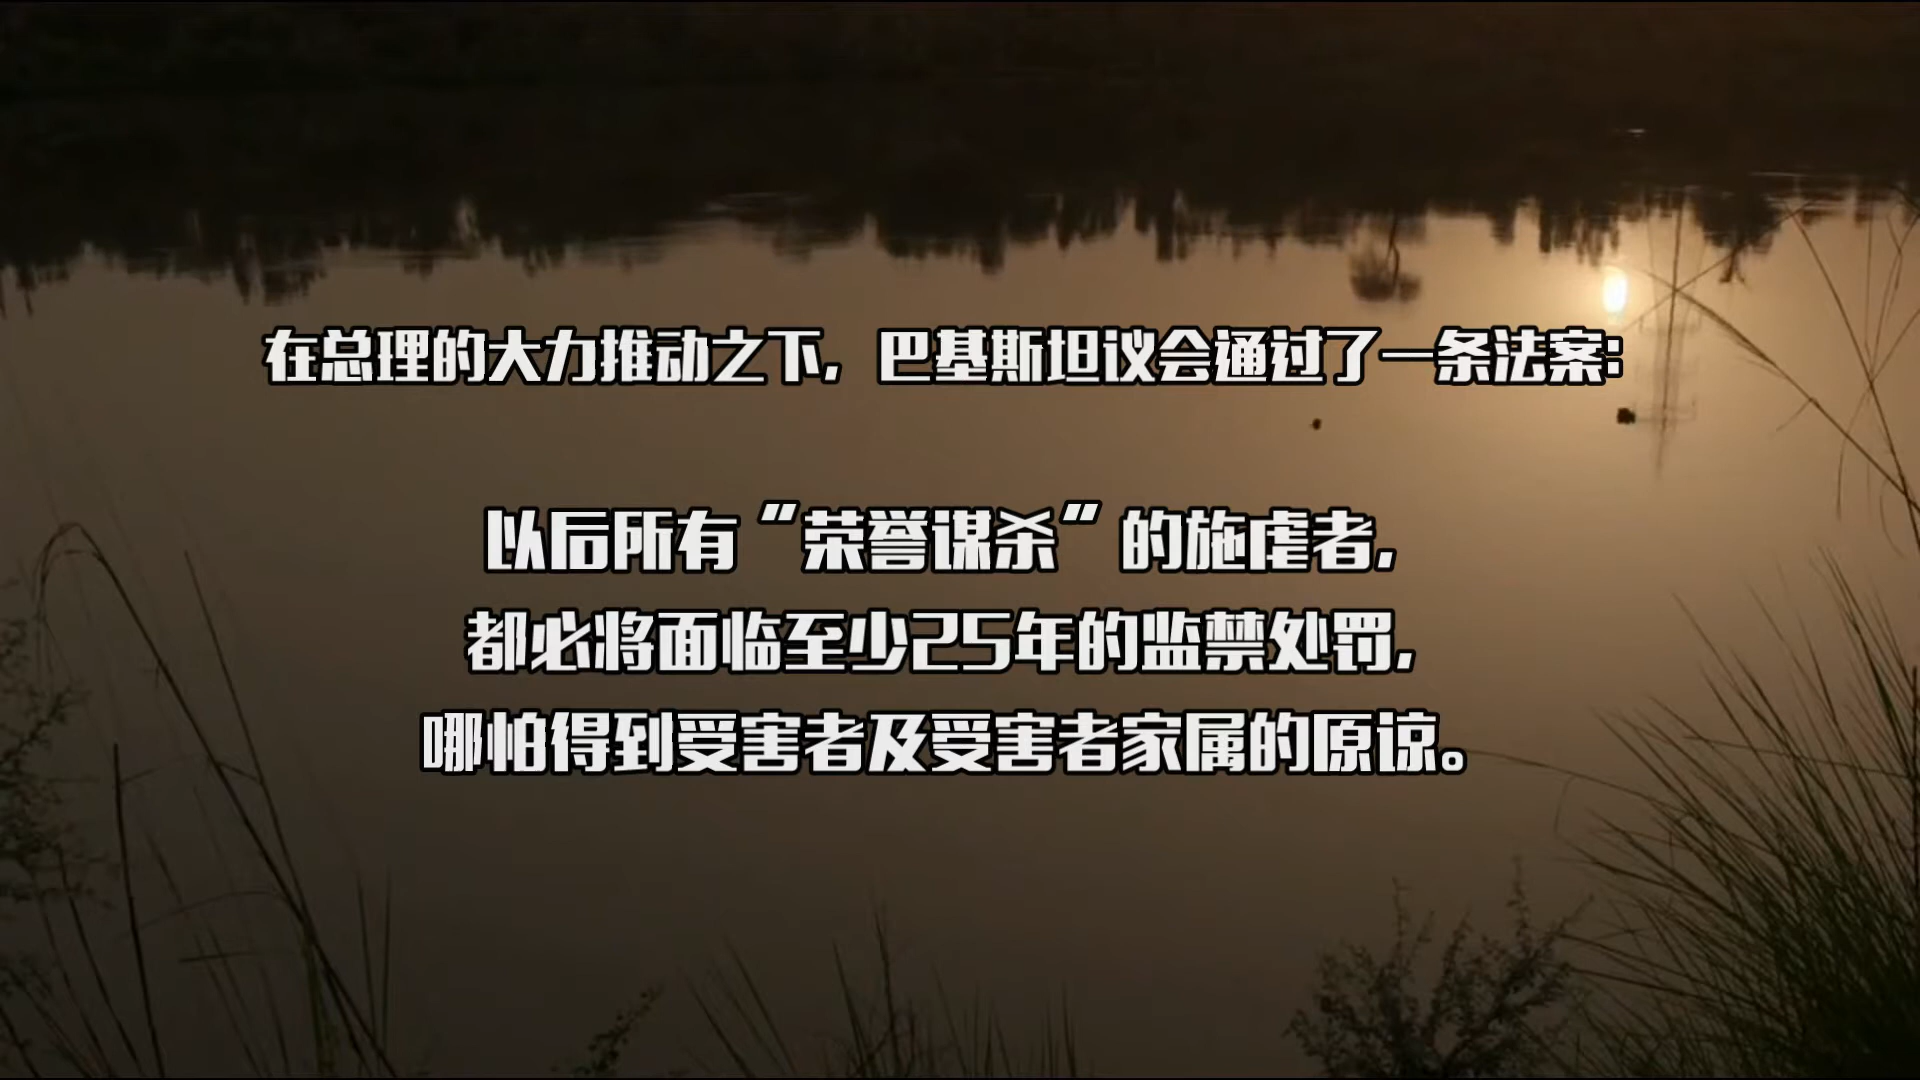 在总理的大力推动之下，巴基斯坦议会通过了一条法案：
以后所有“荣誉谋杀”的施虐者，
都必将面临至少25年的监禁处罚，
哪怕得到受害者及受害者家属的原谅。